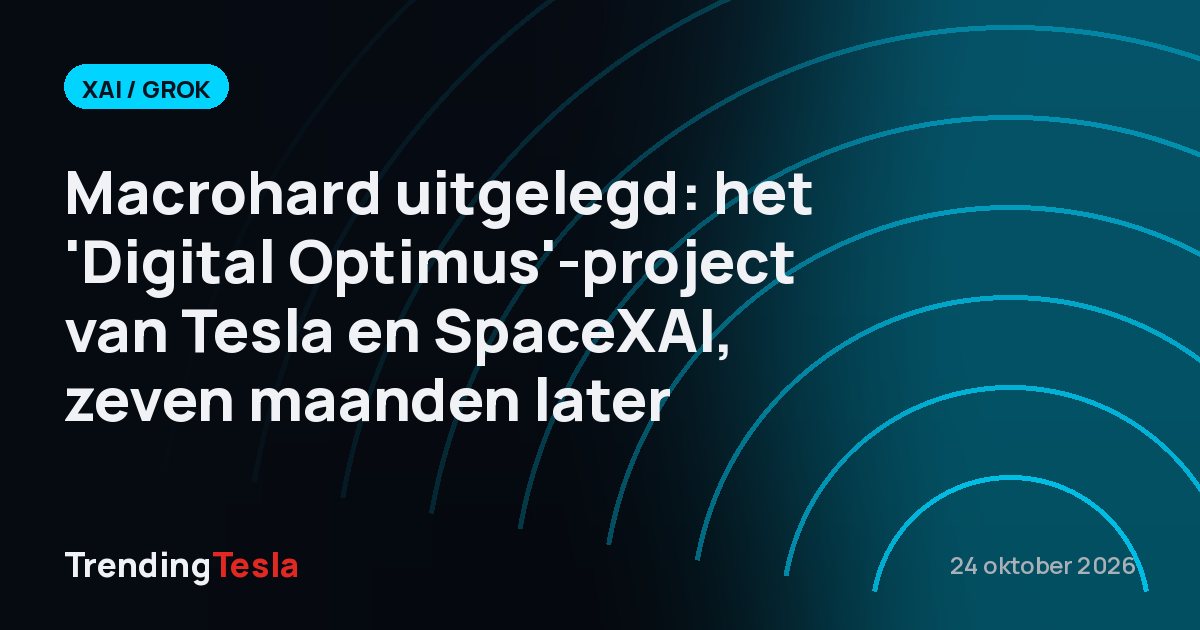 XAI / GROK
Macrohard uitgelegd: het
'Digital Optimus'-project
van Tesla en SpaceXAI,
zeven maanden later
TrendingTesla
24 oktober 2026